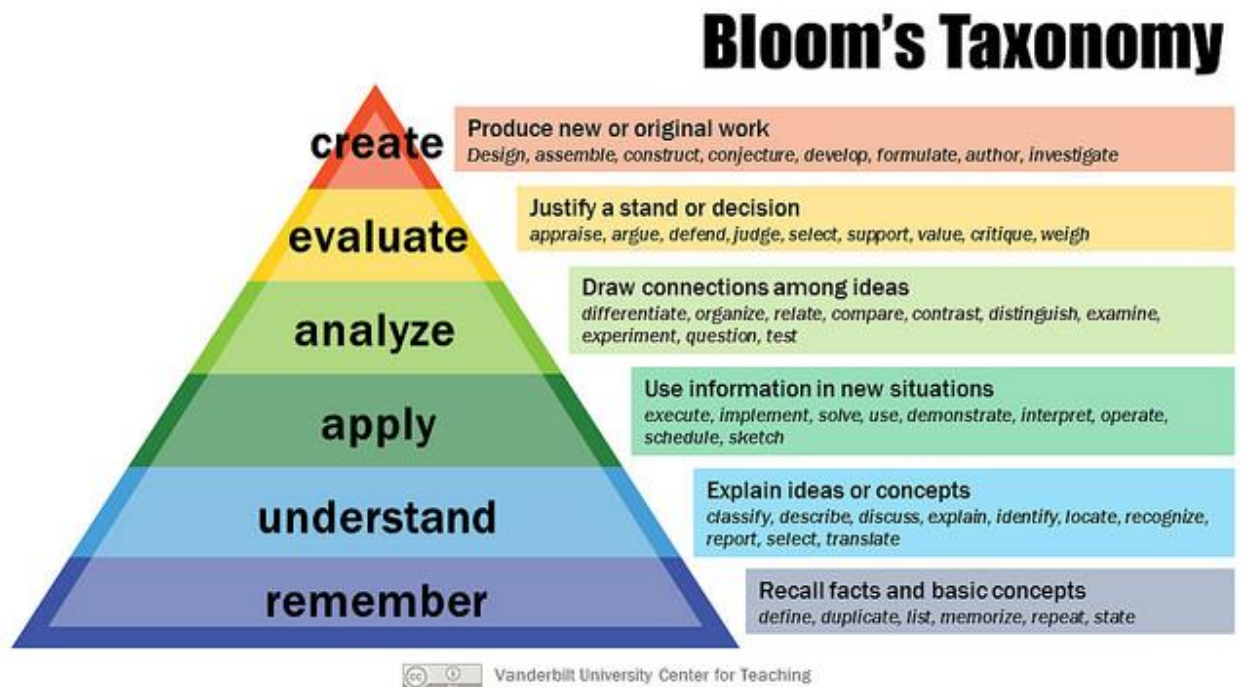 Bloom's Taxonomy
create
Produce new or original work
Design, assemble, construct, conjecture, develop, formulate, author, investigate
evaluate
Justify a stand or decision
appraise, argue, defend, judge, select, support, value, critique, weigh
analyze
Draw connections among ideas
differentiate, organize, relate, compare, contrast, distinguish, examine,
experiment, question, test
apply
Use information in new situations
execute, implement, solve, use, demonstrate, interpret, operate,
schedule, sketch
understand
Explain ideas or concepts
classify, describe, discuss, explain, identify, locate, recognize,
report, select, translate
remember
Recall facts and basic concepts
define, duplicate, list, memorize, repeat, state
cc
Vanderbilt University Center for Teaching